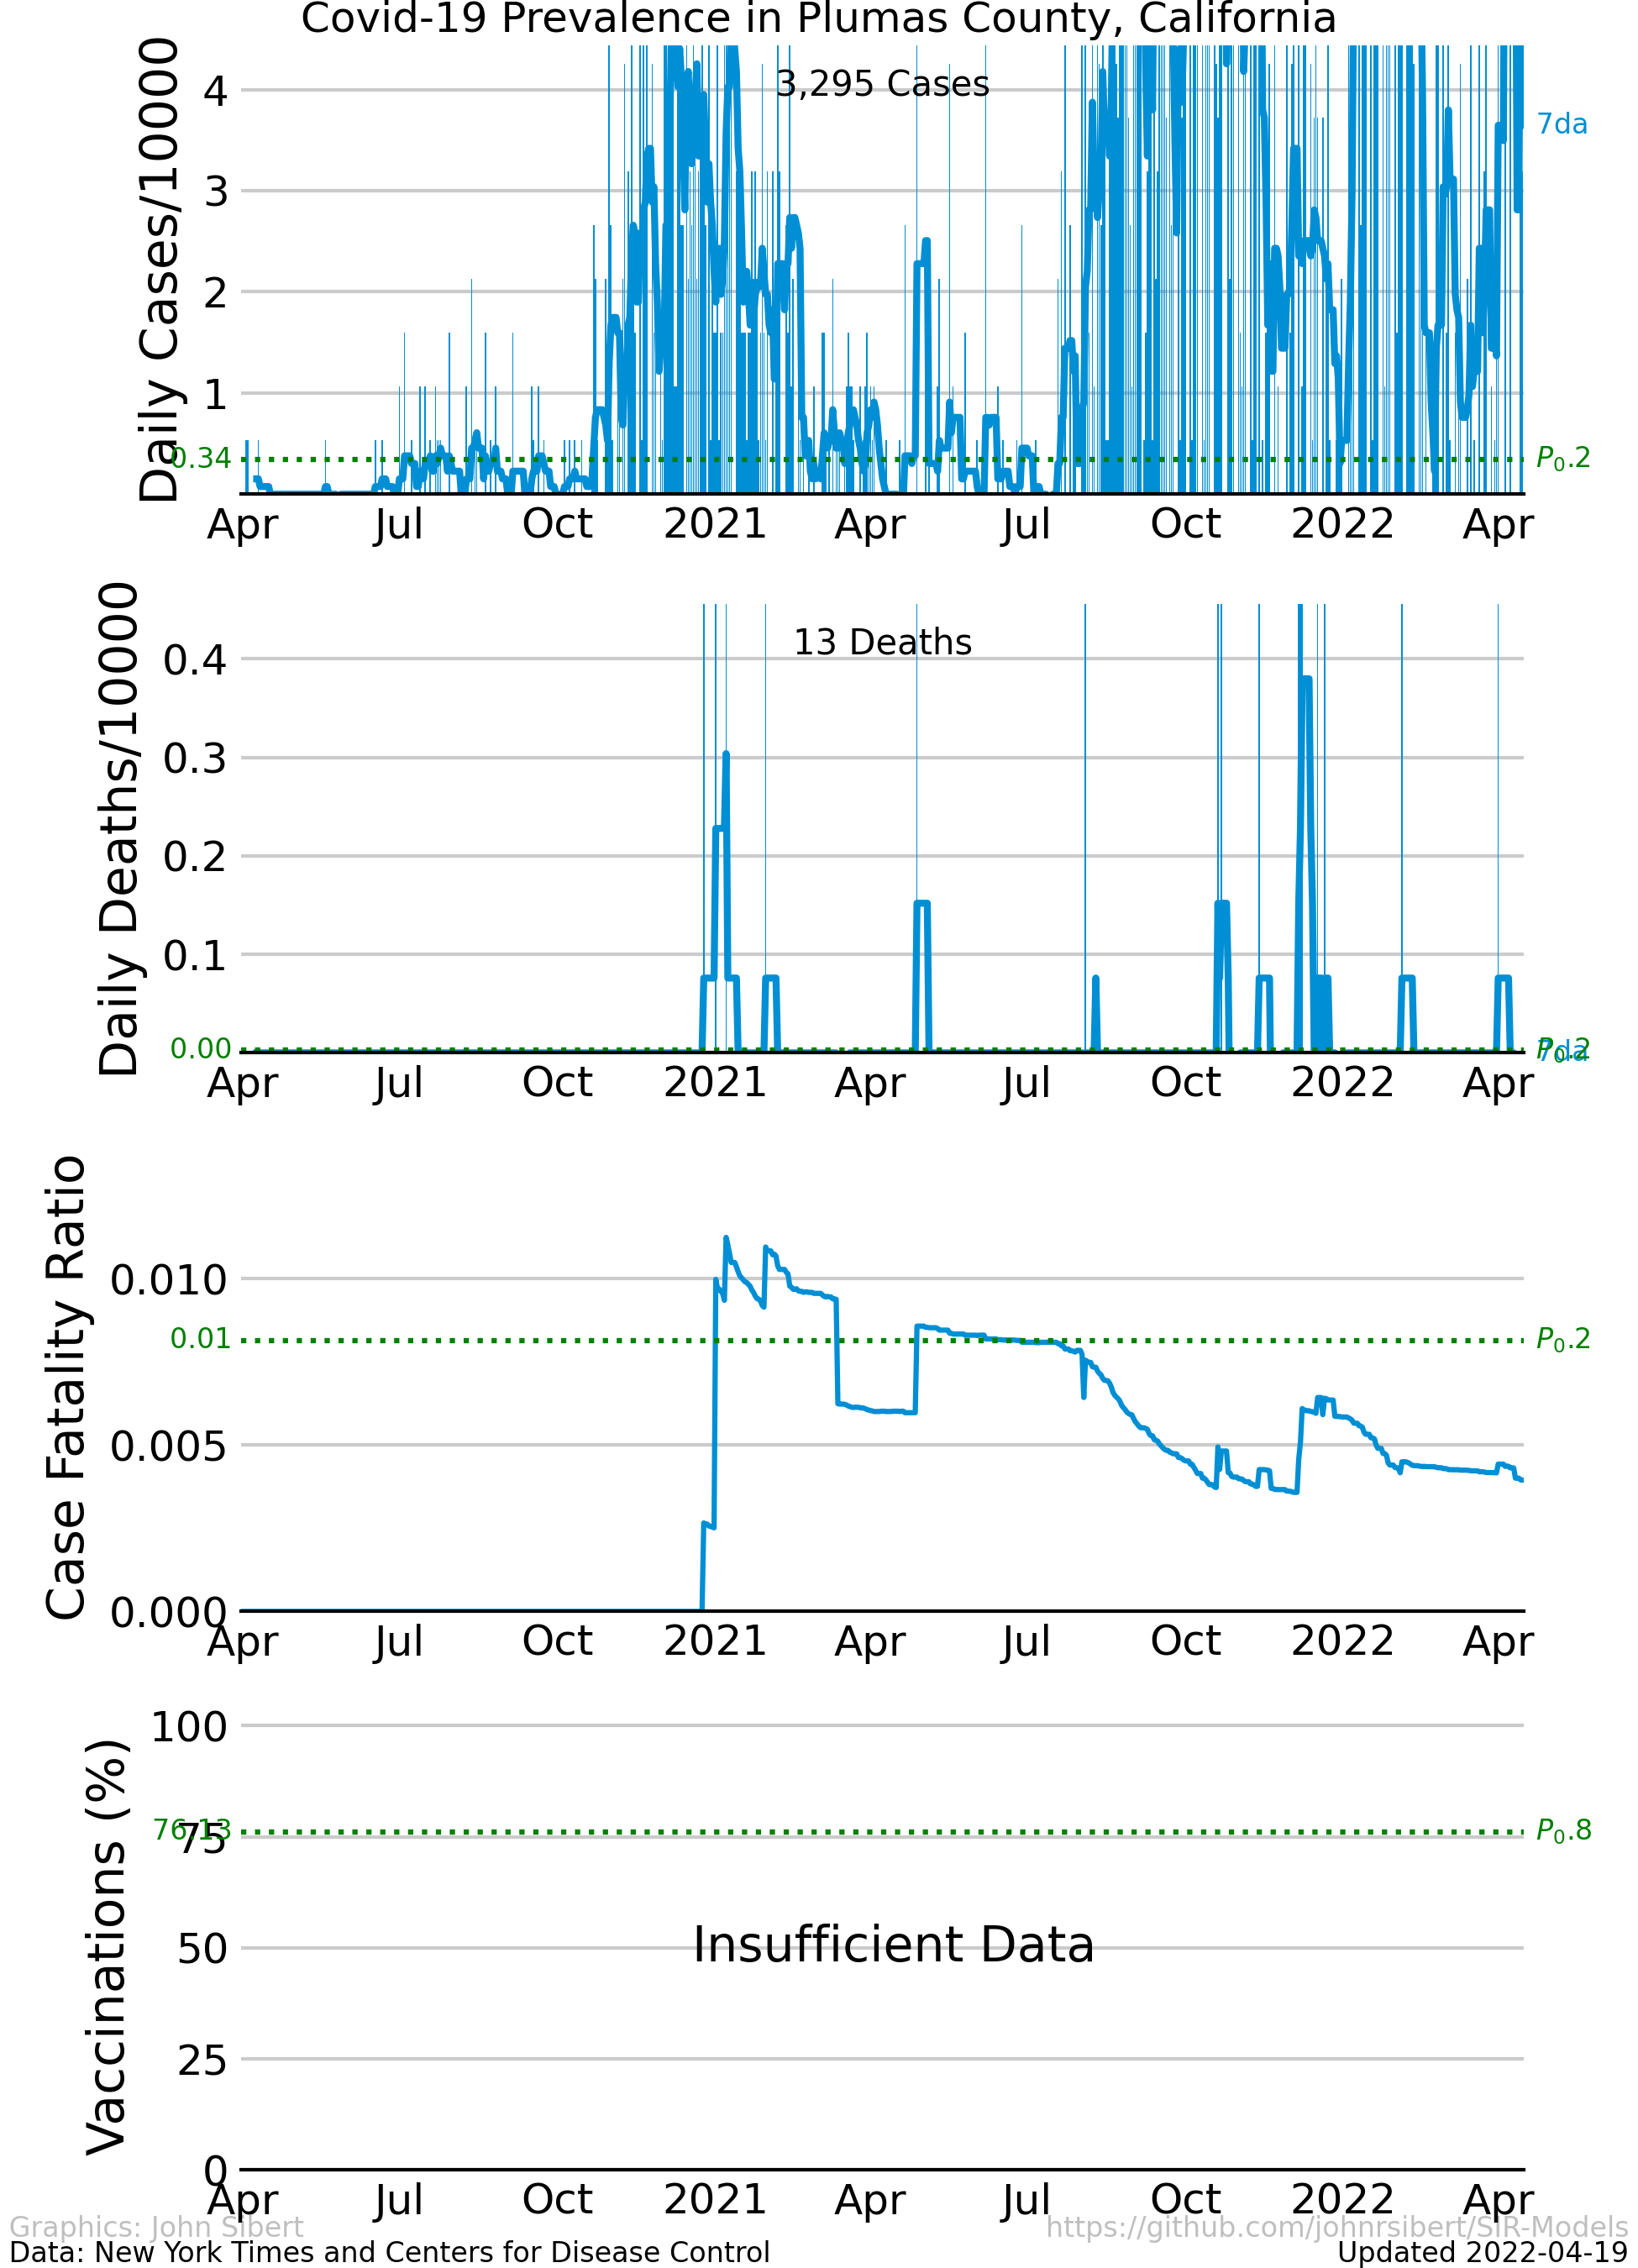 Covid-19 Prevalence in Plumas County, California
Daily Cases/10000
3,295 Cases
4
3
2
1
0.34
7da
P0.2
Apr Jul Oct 2021 Apr Jul Oct 2022 Apr
Daily Deaths/10000
13 Deaths
0.4
0.3
0.2
0.1
0.00
7da
P0.2
Apr Jul Oct 2021 Apr Jul Oct 2022 Apr
Case Fatality Ratio
0.010
0.01
P0.2
0.005
0.000
Apr Jul Oct 2021 Apr Jul Oct 2022 Apr
Vaccinations (%)
100
76.13
75
P0.8
50
Insufficient Data
25
0
Apr Jul Oct 2021 Apr Jul Oct 2022 Apr
Graphics: John Sibert
https://github.com/johnrsibert/SIR-Models
Data: New York Times and Centers for Disease Control
Updated 2022-04-19